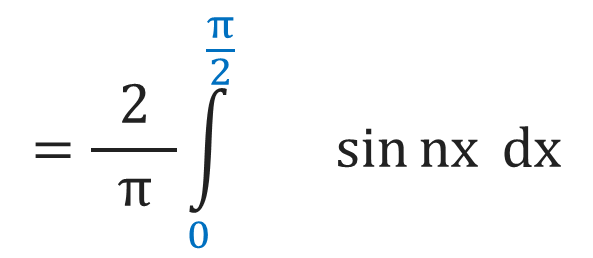 = 2/π ∫₀^(π/2) sin nx dx